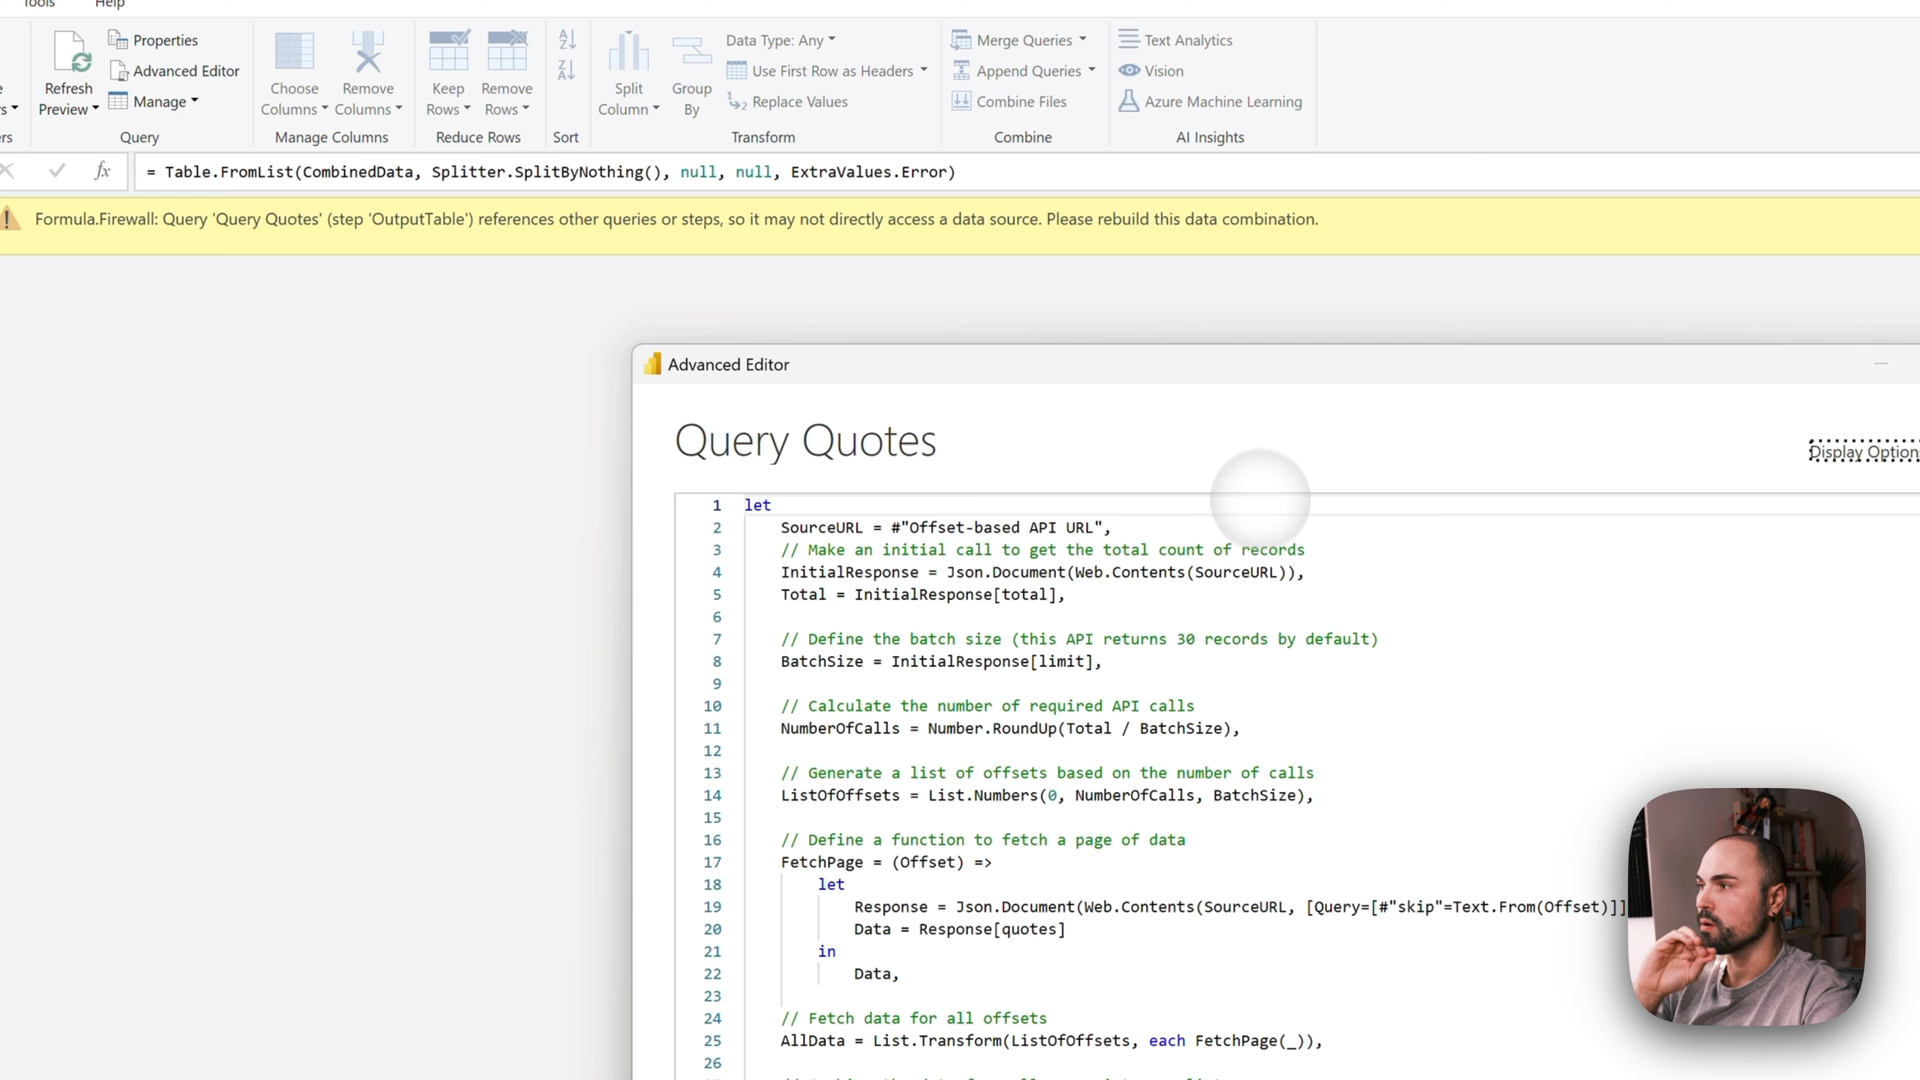 Tools Help
Refresh Preview
Properties
Advanced Editor
Manage
Query
Choose Columns
Remove Columns
Manage Columns
Keep Rows
Remove Rows
Reduce Rows
Sort
Split Column
Group By
Data Type: Any
Use First Row as Headers
Replace Values
Transform
Merge Queries
Append Queries
Combine Files
Combine
Text Analytics
Vision
Azure Machine Learning
AI Insights
fx = Table.FromList(CombinedData, Splitter.SplitByNothing(), null, null, ExtraValues.Error)
Formula.Firewall: Query 'Query Quotes' (step 'OutputTable') references other queries or steps, so it may not directly access a data source. Please rebuild this data combination.
Advanced Editor
Query Quotes
Display Option
1 let
2 SourceURL = #"Offset-based API URL",
3 // Make an initial call to get the total count of records
4 InitialResponse = Json.Document(Web.Contents(SourceURL)),
5 Total = InitialResponse[total],
6
7 // Define the batch size (this API returns 30 records by default)
8 BatchSize = InitialResponse[limit],
9
10 // Calculate the number of required API calls
11 NumberOfCalls = Number.RoundUp(Total / BatchSize),
12
13 // Generate a list of offsets based on the number of calls
14 ListOfOffsets = List.Numbers(0, NumberOfCalls, BatchSize),
15
16 // Define a function to fetch a page of data
17 FetchPage = (Offset) =>
18 let
19 Response = Json.Document(Web.Contents(SourceURL, [Query=[#"skip"=Text.From(Offset)]]
20 Data = Response[quotes]
21 in
22 Data,
23
24 // Fetch data for all offsets
25 AllData = List.Transform(ListOfOffsets, each FetchPage(_)),
26